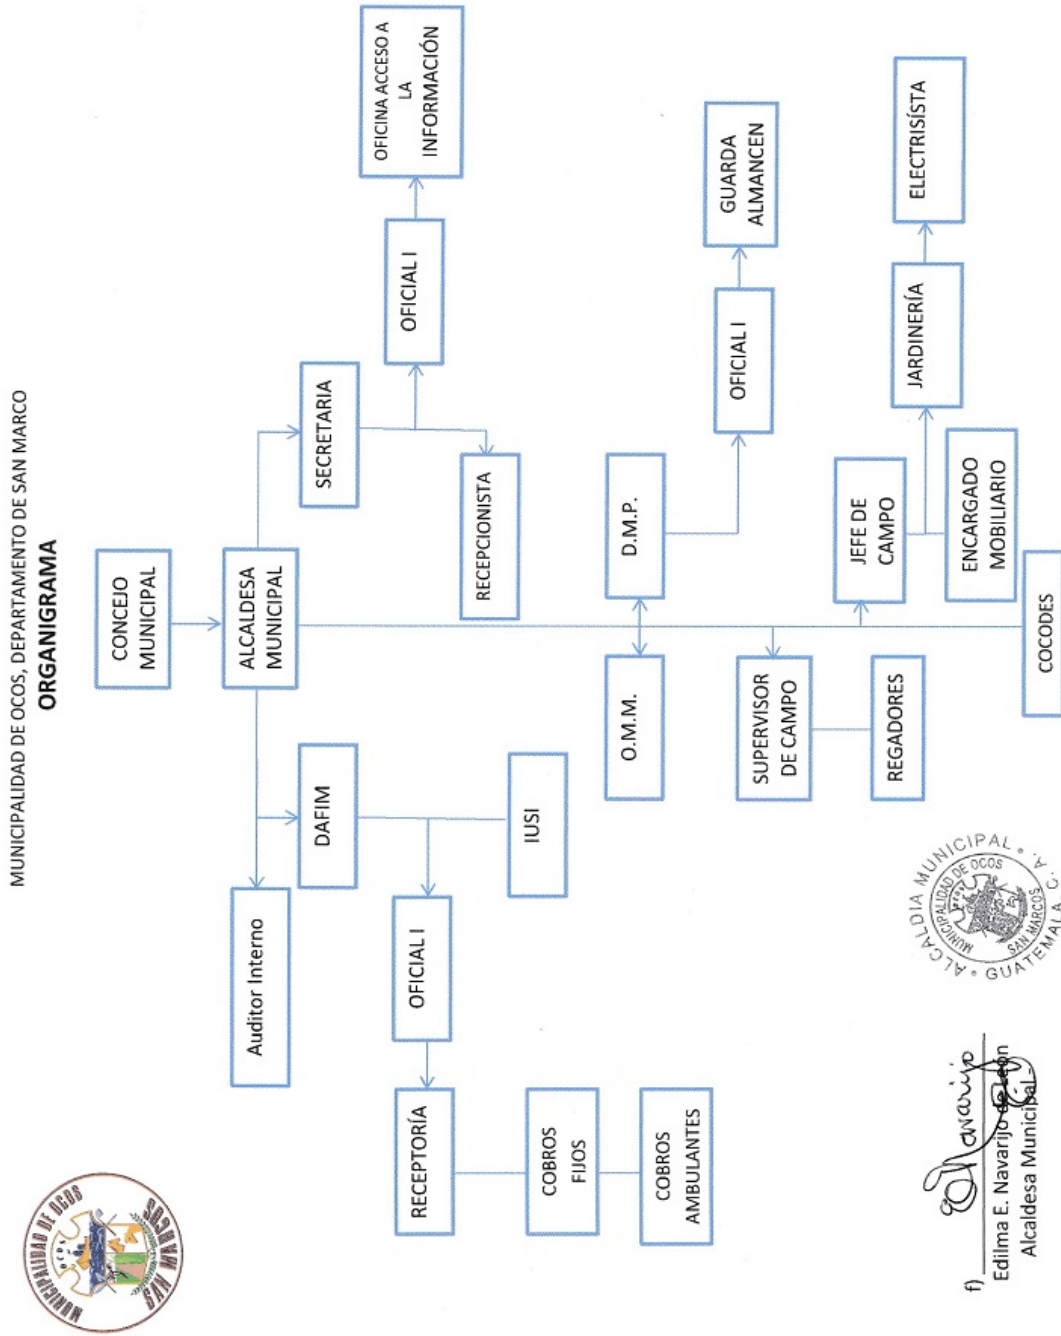 MUNICIPALIDAD DE OCOS, DEPARTAMENTO DE SAN MARCO
ORGANIGRAMA
MUNICIPALIDAD DE OCOS
OCOS
SAN MARCOS
CONCEJO
MUNICIPAL
ALCALDESA
MUNICIPAL
Auditor Interno
DAFIM
SECRETARIA
OFICIAL I
OFICINA ACCESO A
LA
INFORMACIÓN
RECEPCIONISTA
RECEPTORÍA
OFICIAL I
IUSI
COBROS
FIJOS
COBROS
AMBULANTES
O.M.M.
D.M.P.
OFICIAL I
GUARDA
ALMANCEN
SUPERVISOR
DE CAMPO
REGADORES
JEFE DE
CAMPO
JARDINERÍA
ELECTRISÍSTA
ENCARGADO
MOBILIARIO
COCODES
f)
Edilma E. Navarijo de León
Alcaldesa Municipal.-
ALCALDIA MUNICIPAL
MUNICIPALIDAD DE OCOS
SAN MARCOS
GUATEMALA, C. A.